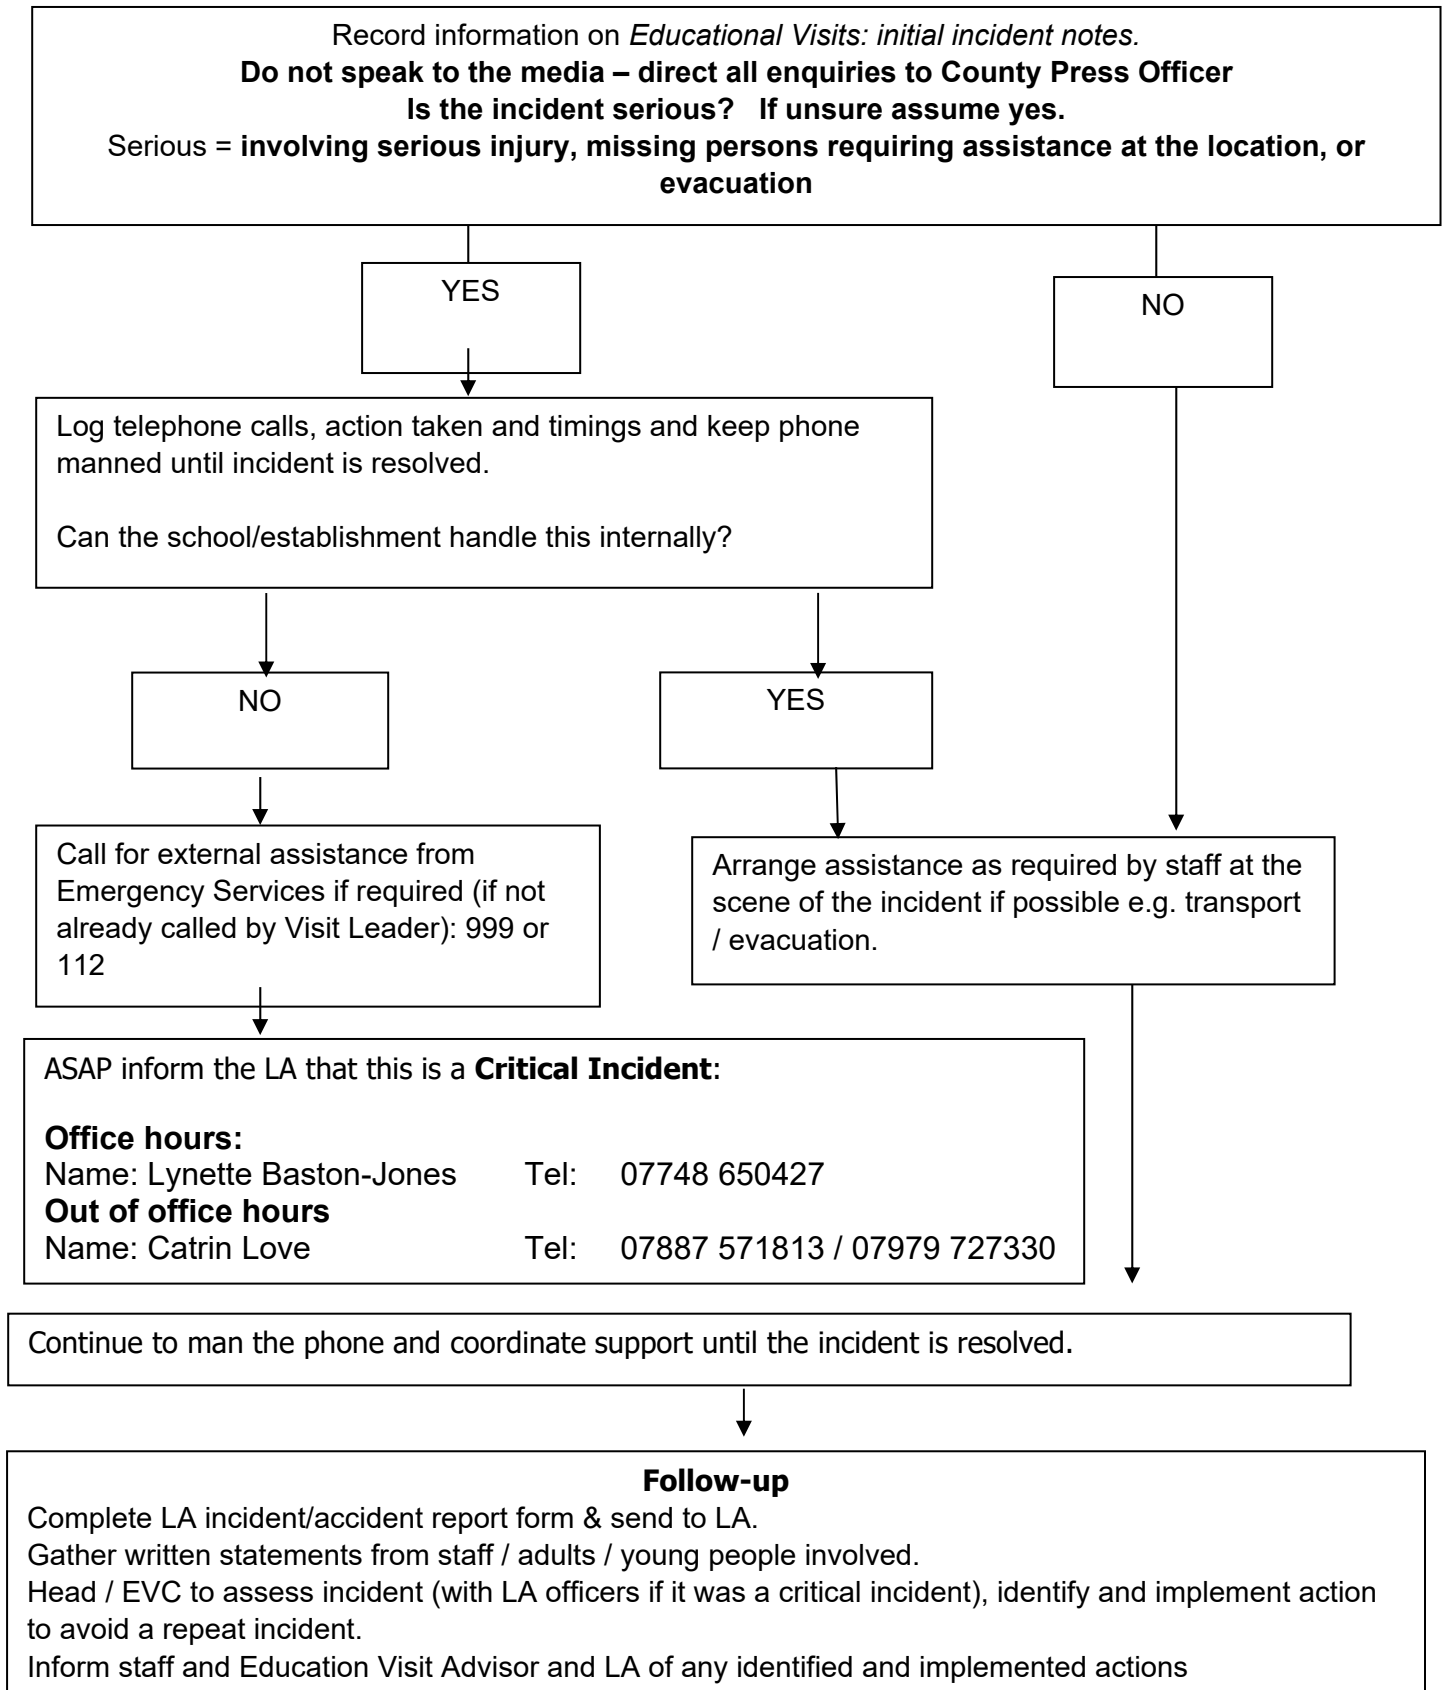 Record information on Educational Visits: initial incident notes.
Do not speak to the media – direct all enquiries to County Press Officer
Is the incident serious? If unsure assume yes.
Serious = involving serious injury, missing persons requiring assistance at the location, or
evacuation
YES
NO
Log telephone calls, action taken and timings and keep phone
manned until incident is resolved.
Can the school/establishment handle this internally?
NO
YES
Call for external assistance from
Emergency Services if required (if not
already called by Visit Leader): 999 or
112
Arrange assistance as required by staff at the
scene of the incident if possible e.g. transport
/ evacuation.
ASAP inform the LA that this is a Critical Incident:
Office hours:
Name: Lynette Baston-Jones Tel: 07748 650427
Out of office hours
Name: Catrin Love Tel: 07887 571813 / 07979 727330
Continue to man the phone and coordinate support until the incident is resolved.
Follow-up
Complete LA incident/accident report form & send to LA.
Gather written statements from staff / adults / young people involved.
Head / EVC to assess incident (with LA officers if it was a critical incident), identify and implement action
to avoid a repeat incident.
Inform staff and Education Visit Advisor and LA of any identified and implemented actions